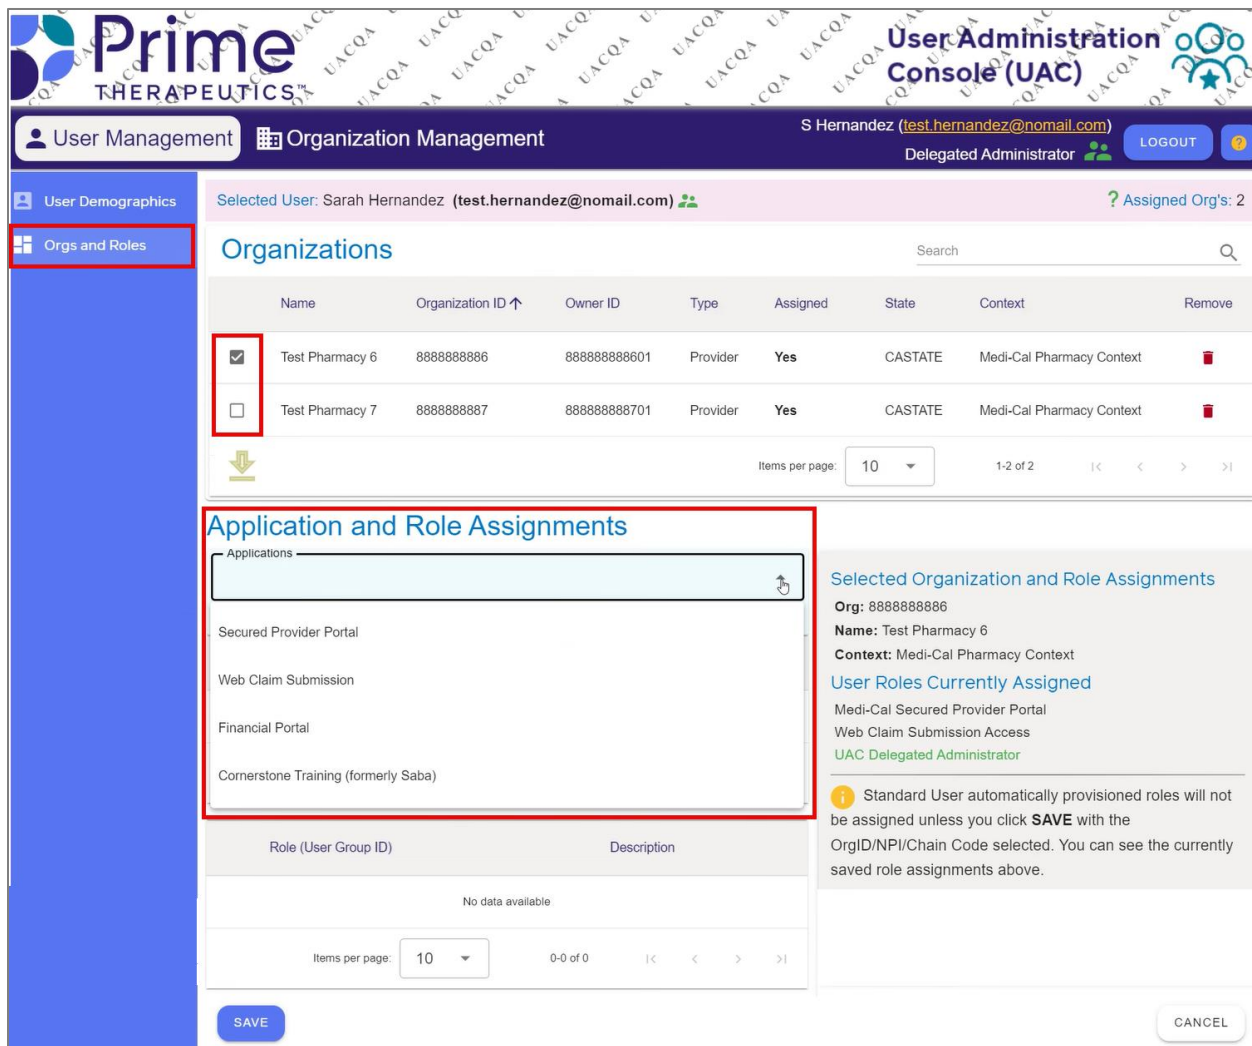 Prime
THERAPEUTICS™
User Administration
Console (UAC)
User Management
Organization Management
S Hernandez (test.hernandez@nomail.com)
Delegated Administrator
LOGOUT
?
User Demographics
Orgs and Roles
Selected User: Sarah Hernandez (test.hernandez@nomail.com)
? Assigned Org's: 2
Organizations
Search
Name Organization ID Owner ID Type Assigned State Context Remove
Test Pharmacy 6 8888888886 888888888601 Provider Yes CASTATE Medi-Cal Pharmacy Context
Test Pharmacy 7 8888888887 888888888701 Provider Yes CASTATE Medi-Cal Pharmacy Context
Items per page: 10 1-2 of 2
Application and Role Assignments
Applications
Secured Provider Portal
Web Claim Submission
Financial Portal
Cornerstone Training (formerly Saba)
Role (User Group ID) Description
No data available
Items per page: 10 0-0 of 0
Selected Organization and Role Assignments
Org: 8888888886
Name: Test Pharmacy 6
Context: Medi-Cal Pharmacy Context
User Roles Currently Assigned
Medi-Cal Secured Provider Portal
Web Claim Submission Access
UAC Delegated Administrator
Standard User automatically provisioned roles will not
be assigned unless you click SAVE with the
OrgID/NPI/Chain Code selected. You can see the currently
saved role assignments above.
SAVE
CANCEL
UACQA